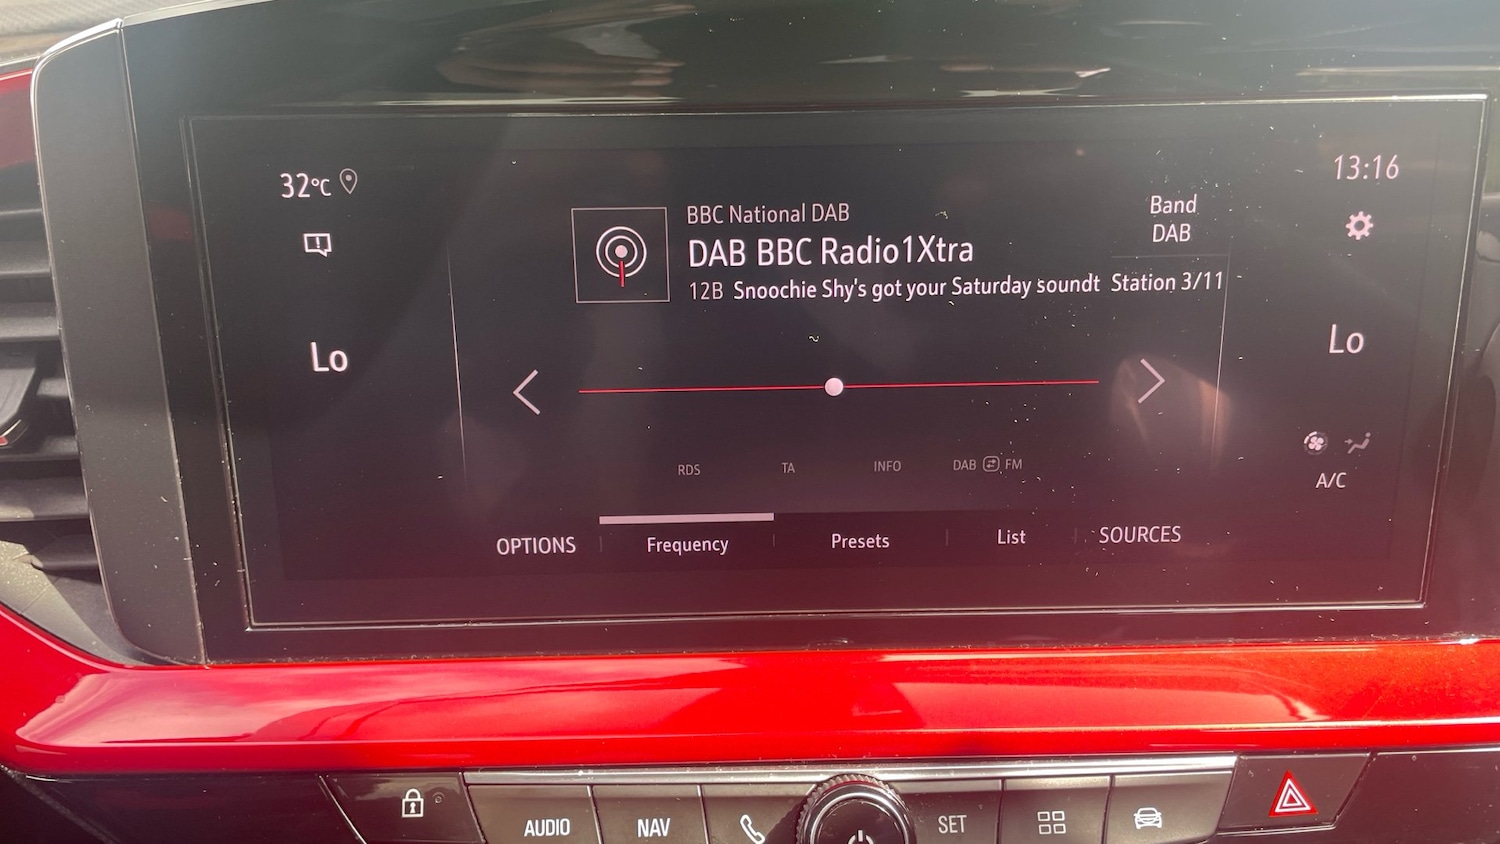 32°C
13:16
BBC National DAB
DAB BBC Radio1Xtra
12B Snoochie Shy's got your Saturday soundt
Band
DAB
Station 3/11
Lo
Lo
RDS TA INFO DAB FM
A/C
OPTIONS Frequency Presets List SOURCES
AUDIO NAV SET